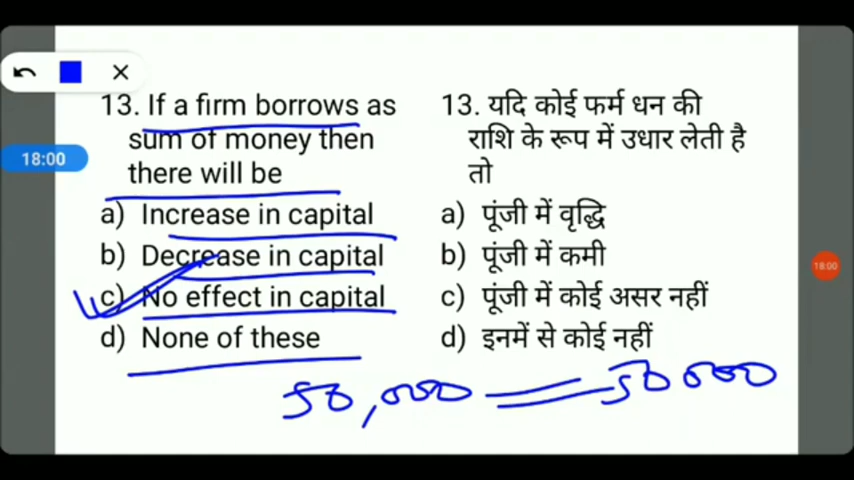 13. If a firm borrows as
sum of money then
there will be
a) Increase in capital
b) Decrease in capital
c) No effect in capital
d) None of these
13. यदि कोई फर्म धन की
राशि के रूप में उधार लेती है
तो
a) पूंजी में वृद्धि
b) पूंजी में कमी
c) पूंजी में कोई असर नहीं
d) इनमें से कोई नहीं
50,000 = 50000
18:00
18:00